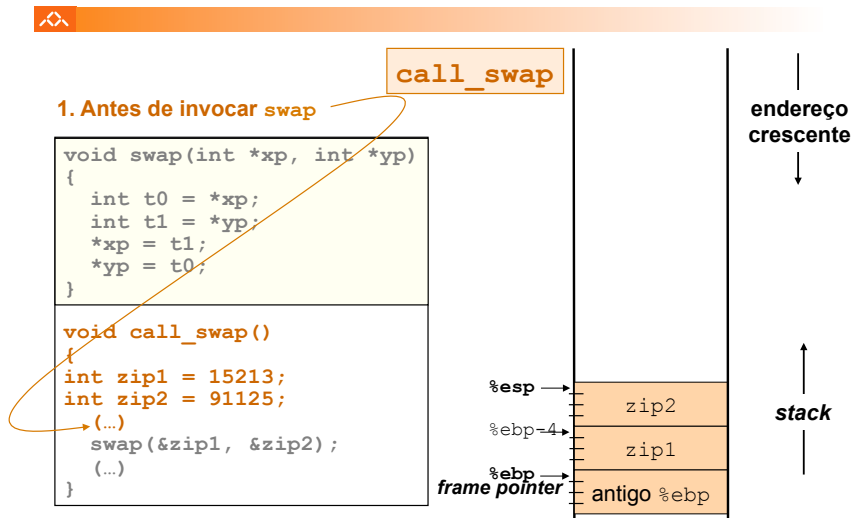 call_swap
1. Antes de invocar swap
void swap(int *xp, int *yp)
{
  int t0 = *xp;
  int t1 = *yp;
  *xp = t1;
  *yp = t0;
}
void call_swap()
{
int zip1 = 15213;
int zip2 = 91125;
  (…)
  swap(&zip1, &zip2);
  (…)
}
endereço
crescente
%esp
zip2
stack
%ebp-4
zip1
%ebp
frame pointer
antigo %ebp